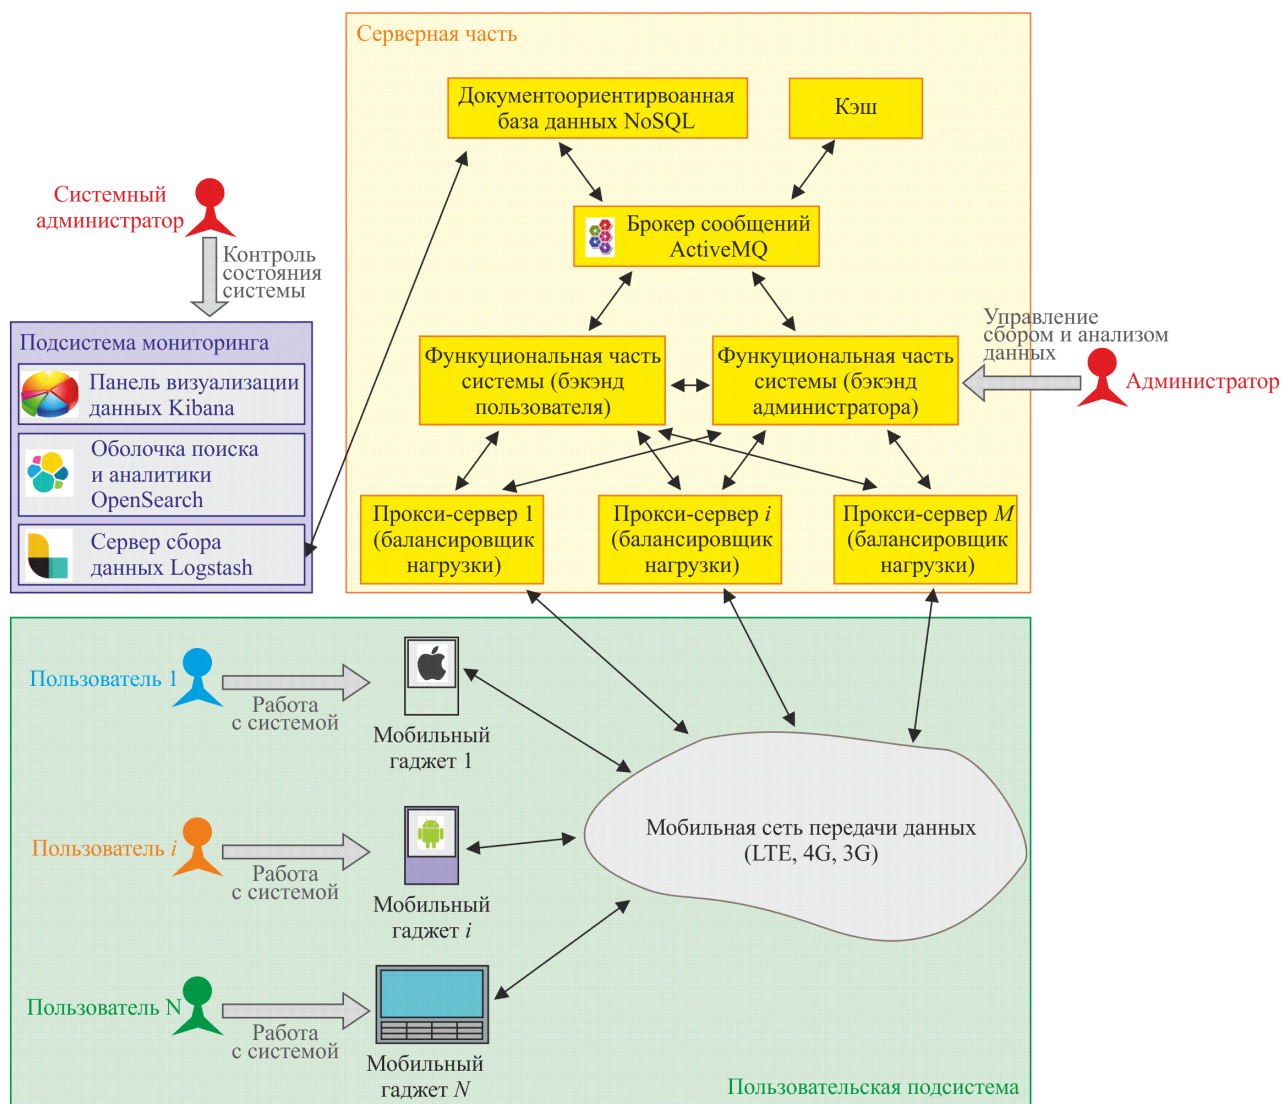 Серверная часть
Документоориентирвоанная
база данных NoSQL
Кэш
Системный
администратор
Брокер сообщений
ActiveMQ
Контроль
состояния
системы
Управление
сбором и анализом
данных
Администратор
Подсистема мониторинга
Панель визуализации
данных Kibana
Оболочка поиска
и аналитики
OpenSearch
Сервер сбора
данных Logstash
Функуциональная часть
системы (бэкэнд
пользователя)
Функциональная часть
системы (бэкэнд
администратора)
Прокси-сервер 1
(балансировщик
нагрузки)
Прокси-сервер i
(балансировщик
нагрузки)
Прокси-сервер M
(балансировщик
нагрузки)
Пользователь 1
Работа
с системой
Мобильный
гаджет 1
Пользователь i
Работа
с системой
Мобильный
гаджет i
Мобильная сеть передачи данных
(LTE, 4G, 3G)
Пользователь N
Работа
с системой
Мобильный
гаджет N
Пользовательская подсистема